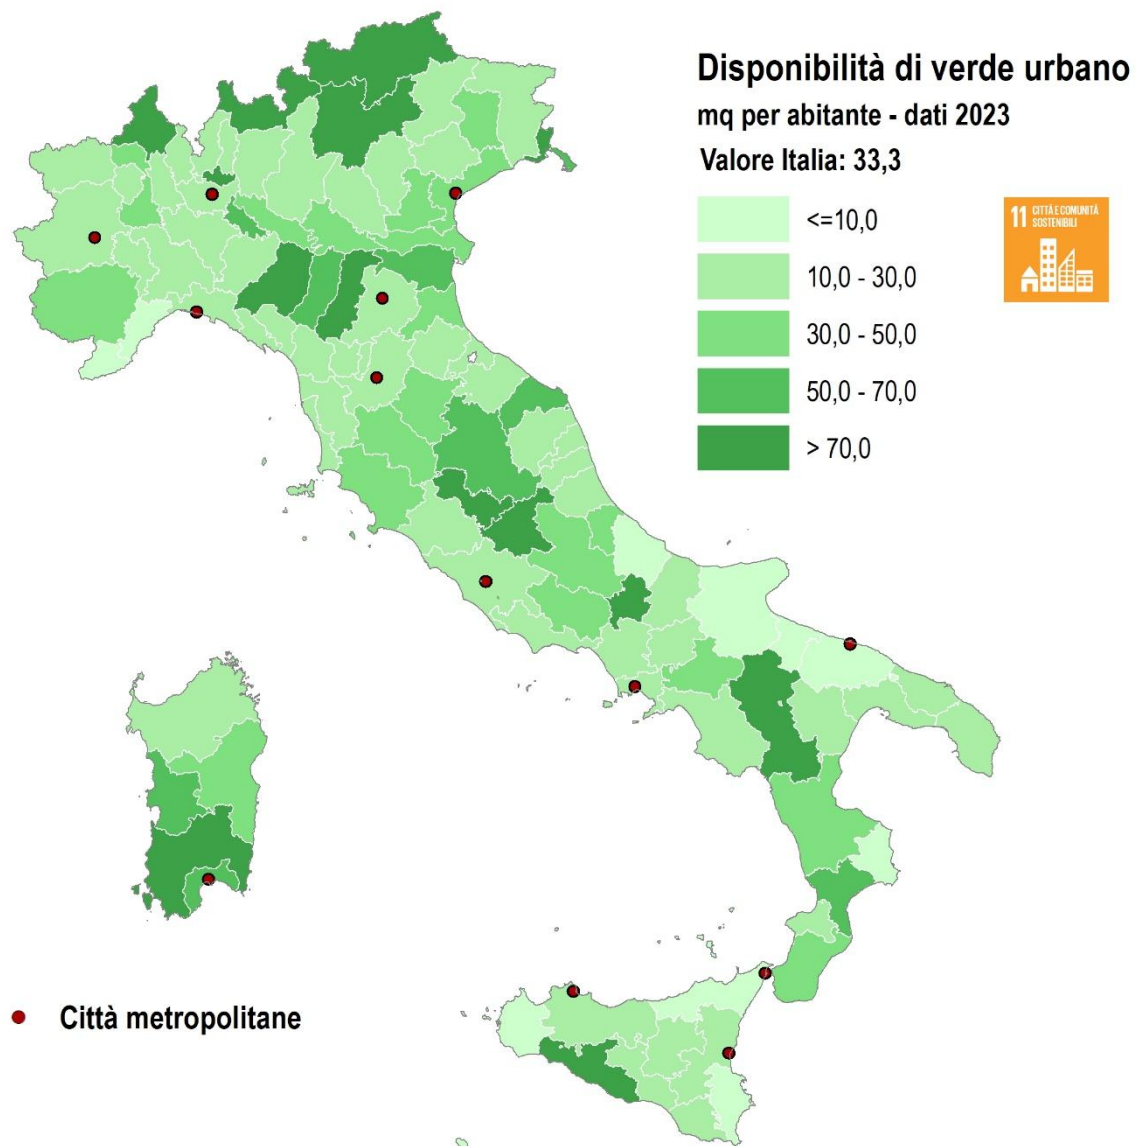 Disponibilità di verde urbano
mq per abitante - dati 2023
Valore Italia: 33,3
<=10,0
10,0 - 30,0
30,0 - 50,0
50,0 - 70,0
> 70,0
11 CITTÀ E COMUNITÀ
SOSTENIBILI
Città metropolitane